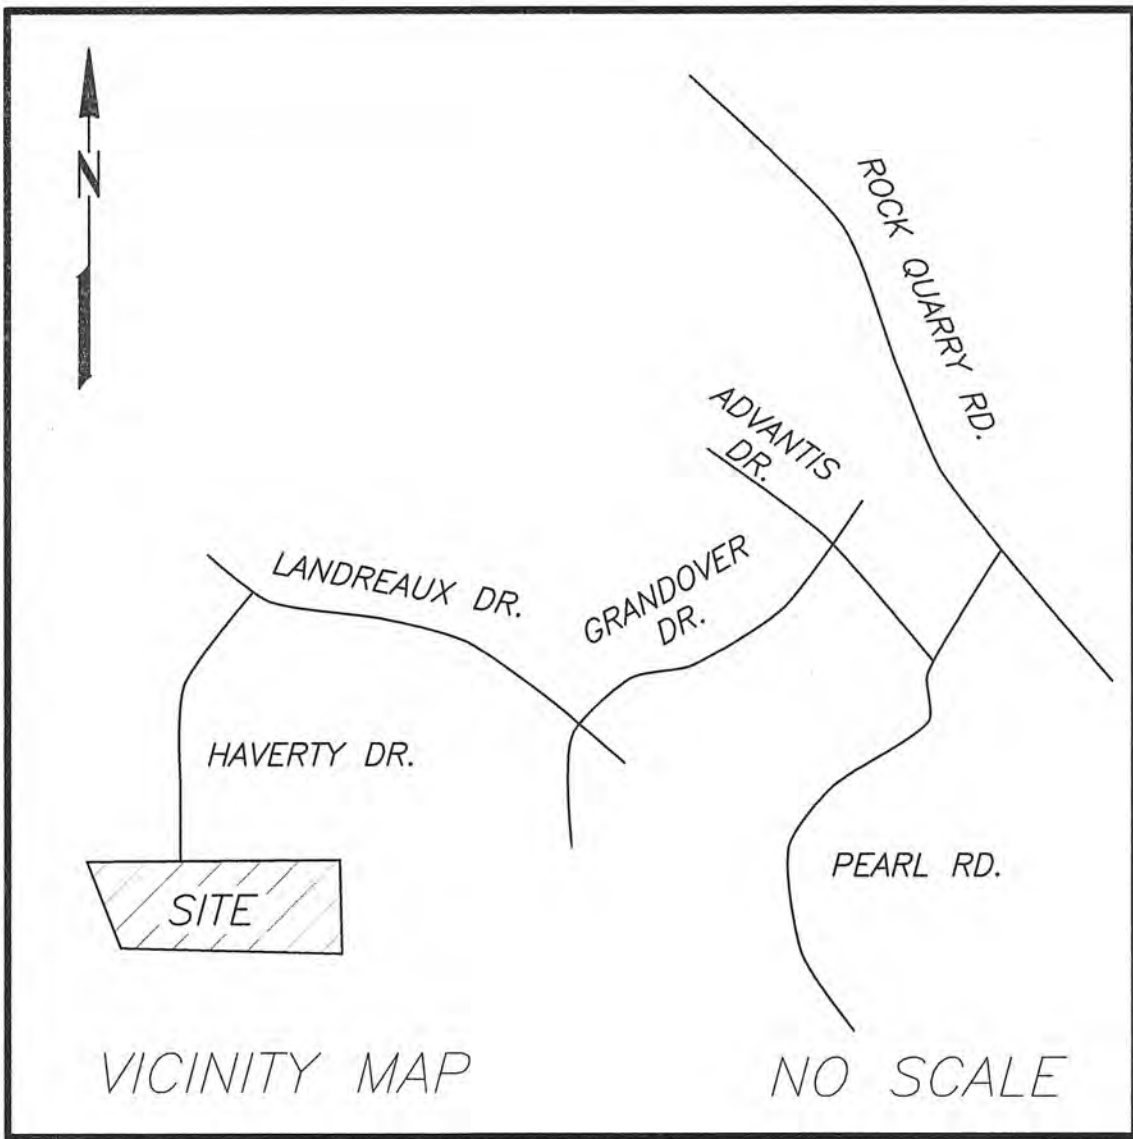 N
ROCK QUARRY RD.
ADVANTIS
DR.
LANDREAUX DR.
GRANDOVER
DR.
HAVERTY DR.
PEARL RD.
SITE
VICINITY MAP
NO SCALE